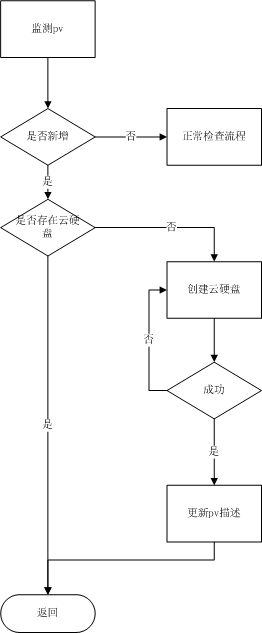 监测pv
是否新增
否
正常检查流程
是
是否存在云硬
盘
否
创建云硬盘
否
成功
是
是
更新pv描述
返回